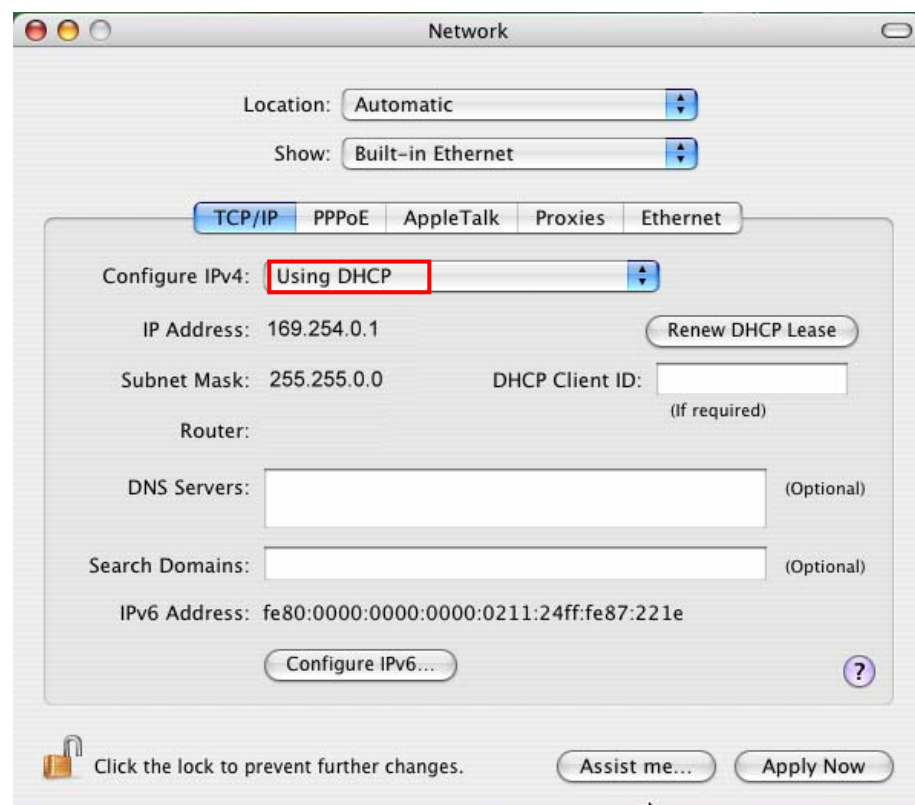 Network
Location: Automatic
Show: Built-in Ethernet
TCP/IP PPPoE AppleTalk Proxies Ethernet
Configure IPv4: Using DHCP
IP Address: 169.254.0.1 Renew DHCP Lease
Subnet Mask: 255.255.0.0 DHCP Client ID:
(If required)
Router:
DNS Servers: (Optional)
Search Domains: (Optional)
IPv6 Address: fe80:0000:0000:0000:0211:24ff:fe87:221e
Configure IPv6... ?
Click the lock to prevent further changes. Assist me... Apply Now